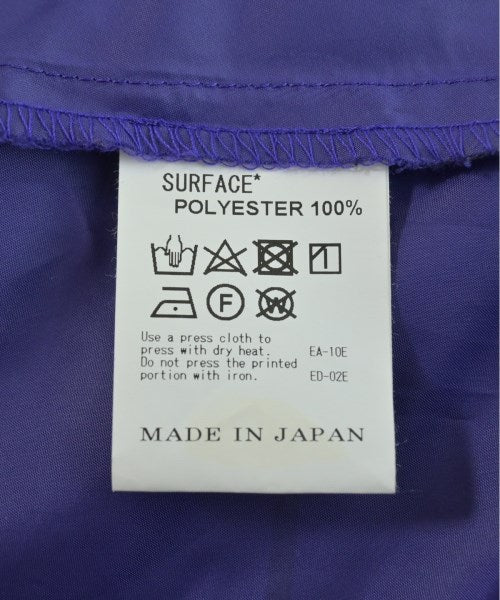 SURFACE*
POLYESTER 100%
F W
Use a press cloth to
press with dry heat. EA-10E
Do not press the printed
portion with iron. ED-02E
MADE IN JAPAN